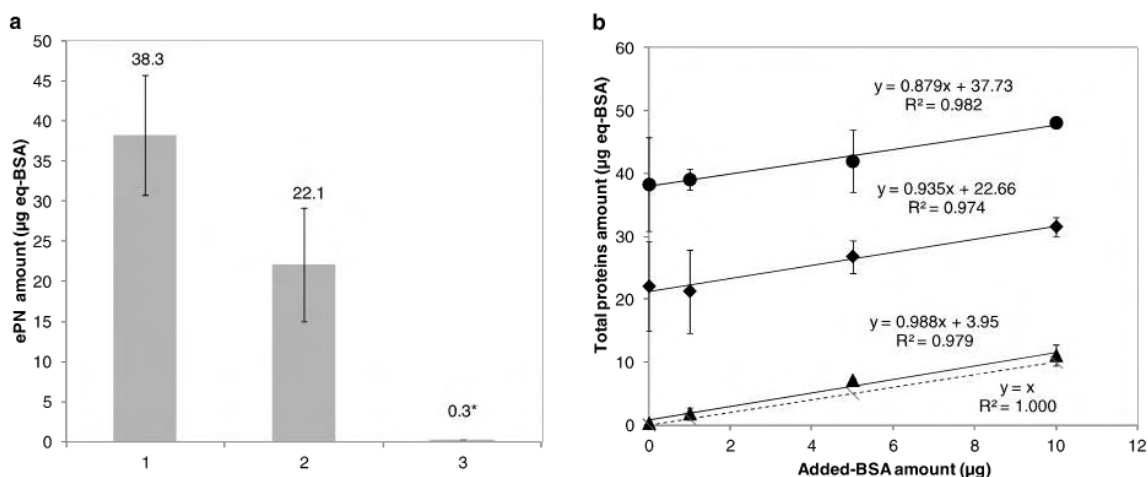 a
50
45
40
35
30
25
20
15
10
5
0
ePN amount (µg eq-BSA)
38.3
22.1
0.3*
1 2 3
b
60
50
40
30
20
10
0
Total proteins amount (µg eq-BSA)
y = 0.879x + 37.73
R² = 0.982
y = 0.935x + 22.66
R² = 0.974
y = 0.988x + 3.95
R² = 0.979
y = x
R² = 1.000
0 2 4 6 8 10 12
Added-BSA amount (µg)